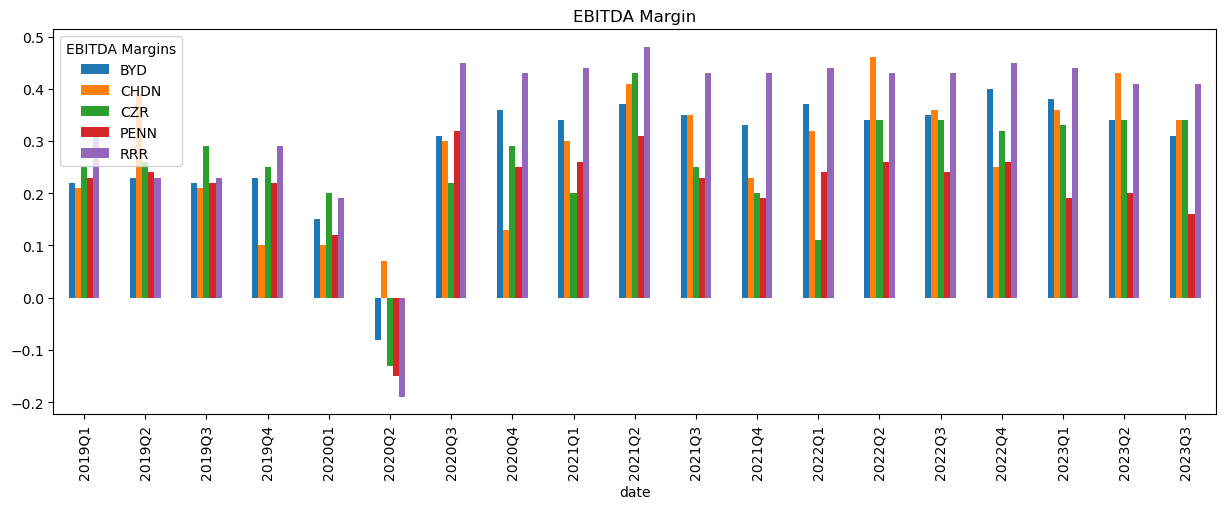 EBITDA Margin
0.5
0.4
0.3
0.2
0.1
0.0
−0.1
−0.2
EBITDA Margins
BYD
CHDN
CZR
PENN
RRR
2019Q1
2019Q2
2019Q3
2019Q4
2020Q1
2020Q2
2020Q3
2020Q4
2021Q1
2021Q2
2021Q3
2021Q4
2022Q1
2022Q2
2022Q3
2022Q4
2023Q1
2023Q2
2023Q3
date